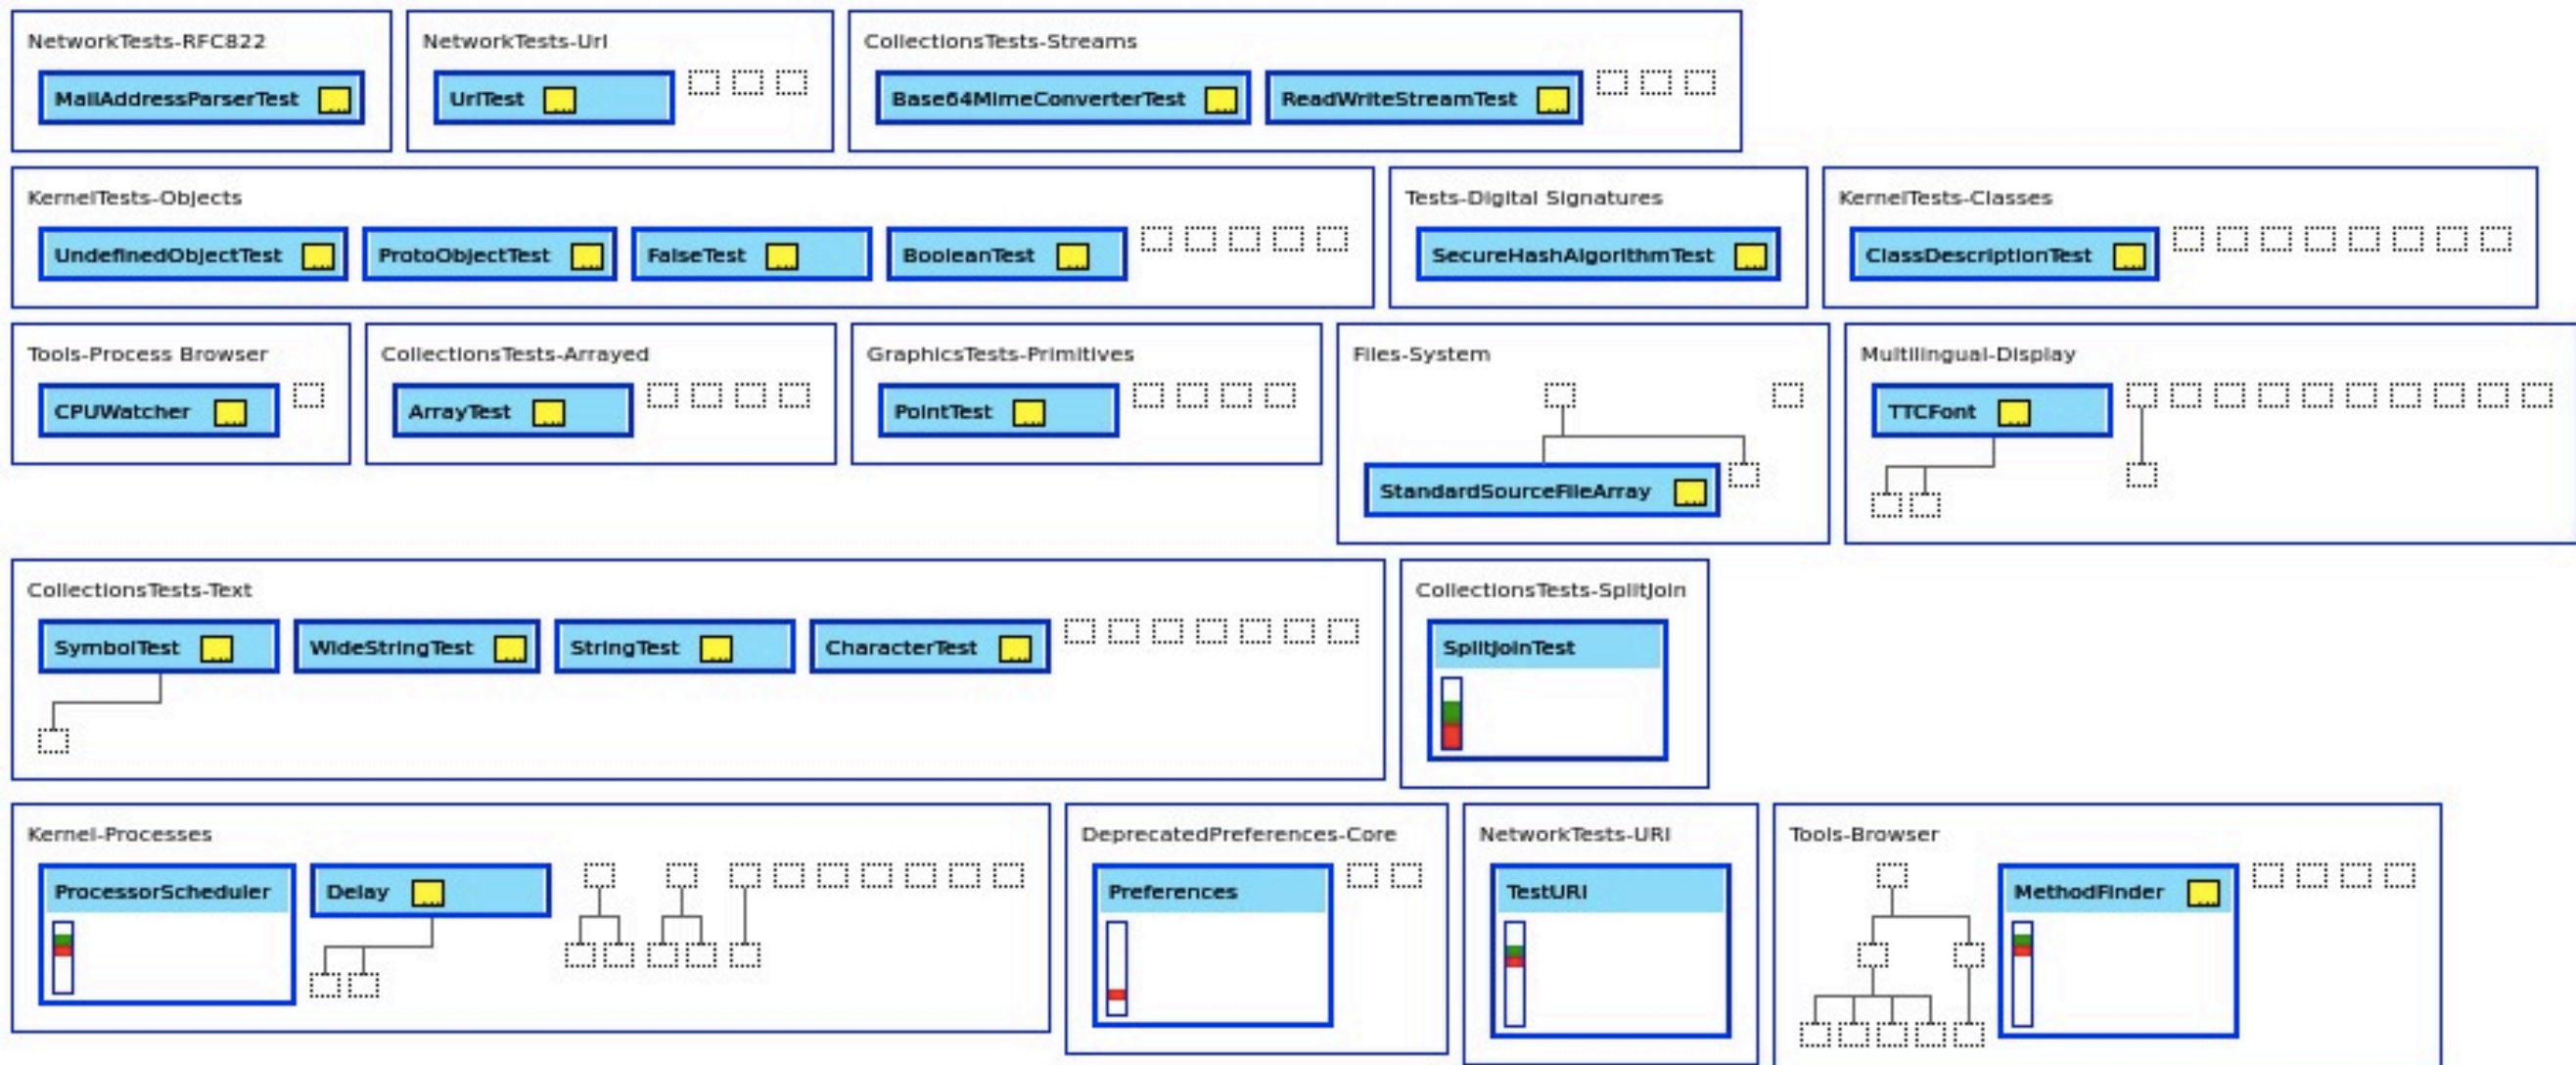 NetworkTests-RFC822
MailAddressParserTest
NetworkTests-Url
UrlTest
CollectionsTests-Streams
Base64MimeConverterTest
ReadWriteStreamTest
KernelTests-Objects
UndefinedObjectTest
ProtoObjectTest
FalseTest
BooleanTest
Tests-Digital Signatures
SecureHashAlgorithmTest
KernelTests-Classes
ClassDescriptionTest
Tools-Process Browser
CPUWatcher
CollectionsTests-Arrayed
ArrayTest
GraphicsTests-Primitives
PointTest
Files-System
StandardSourceFileArray
Multilingual-Display
TTCFont
CollectionsTests-Text
SymbolTest
WideStringTest
StringTest
CharacterTest
CollectionsTests-SplitJoin
SplitJoinTest
Kernel-Processes
ProcessorScheduler
Delay
DeprecatedPreferences-Core
Preferences
NetworkTests-URI
TestURI
Tools-Browser
MethodFinder